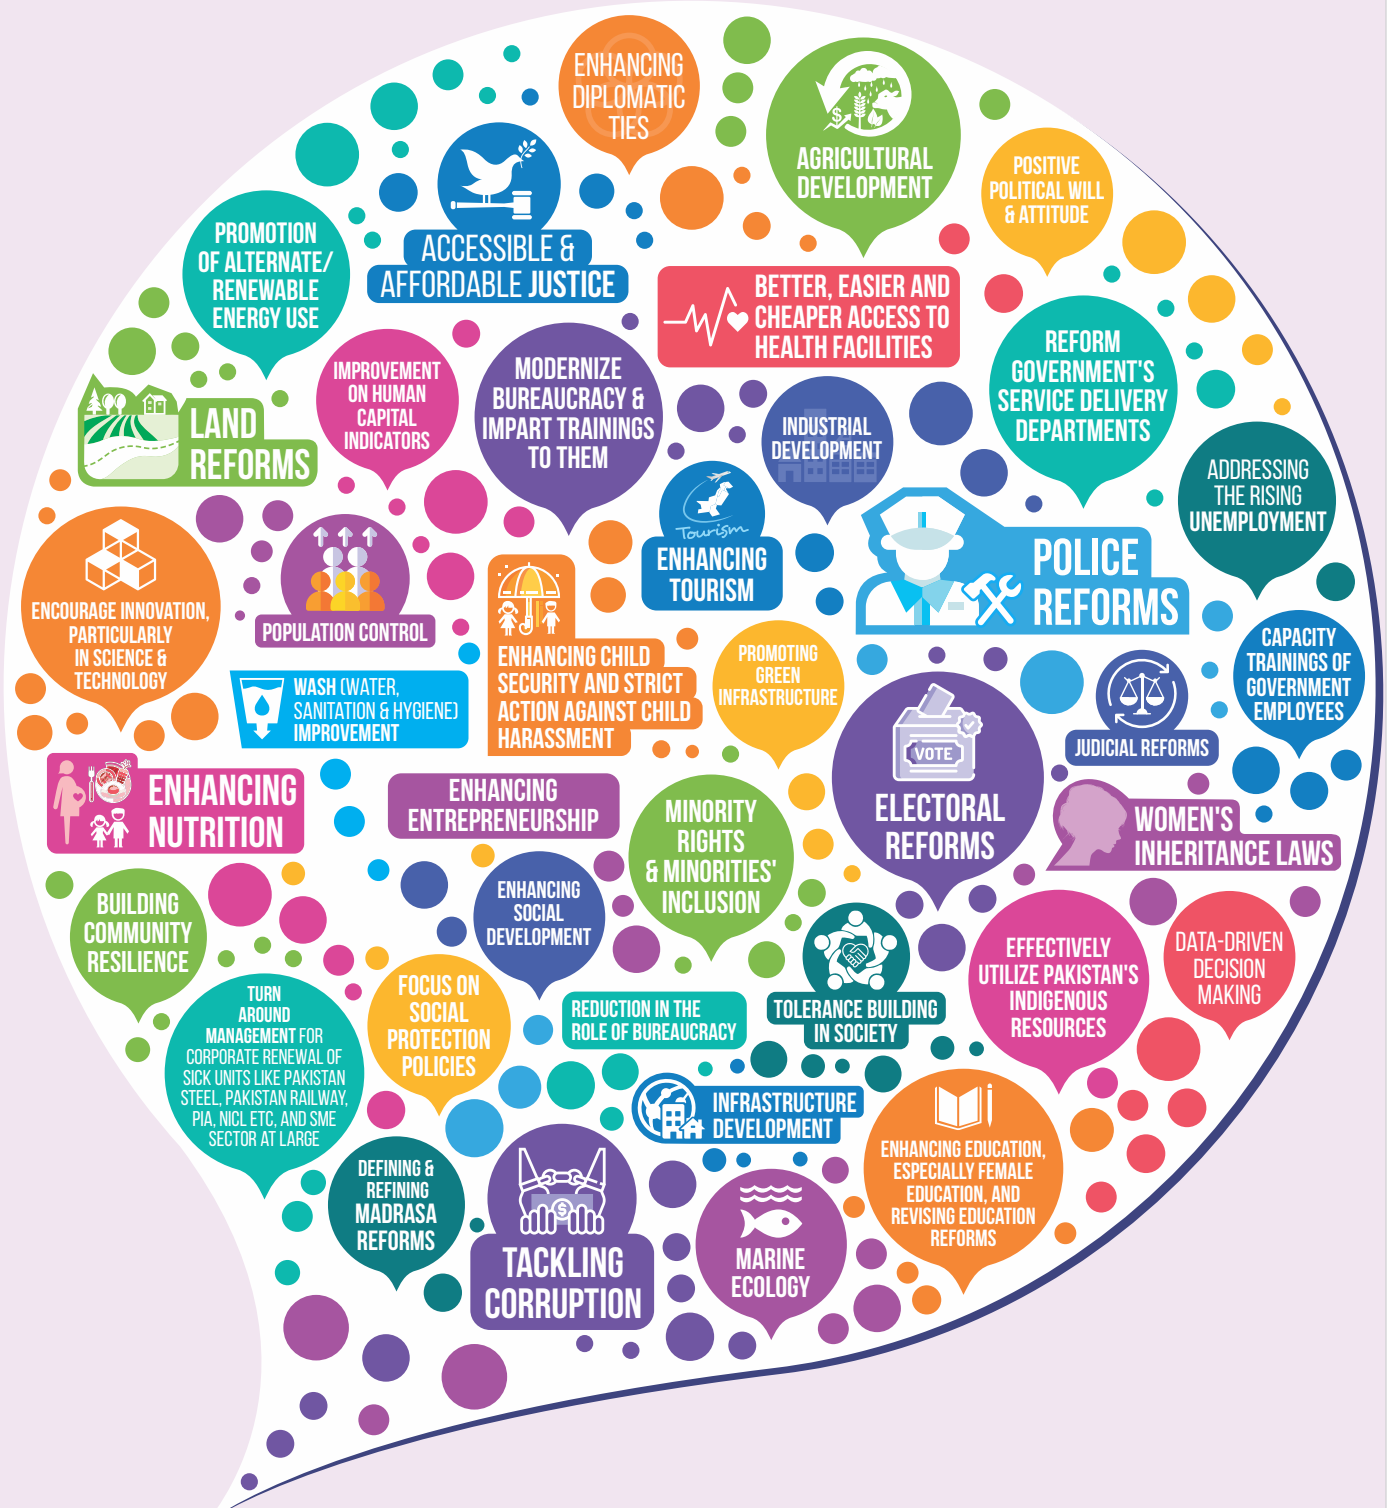 ENHANCING
DIPLOMATIC
TIES
$
AGRICULTURAL
DEVELOPMENT
POSITIVE
POLITICAL WILL
& ATTITUDE
PROMOTION
OF ALTERNATE/
RENEWABLE
ENERGY USE
ACCESSIBLE &
AFFORDABLE JUSTICE
BETTER, EASIER AND
CHEAPER ACCESS TO
HEALTH FACILITIES
REFORM
GOVERNMENT'S
SERVICE DELIVERY
DEPARTMENTS
IMPROVEMENT
ON HUMAN
CAPITAL
INDICATORS
MODERNIZE
BUREAUCRACY &
IMPART TRAININGS
TO THEM
INDUSTRIAL
DEVELOPMENT
LAND
REFORMS
ADDRESSING
THE RISING
UNEMPLOYMENT
Tourism
ENHANCING
TOURISM
POLICE
REFORMS
ENCOURAGE INNOVATION,
PARTICULARLY
IN SCIENCE &
TECHNOLOGY
POPULATION CONTROL
ENHANCING CHILD
SECURITY AND STRICT
ACTION AGAINST CHILD
HARASSMENT
PROMOTING
GREEN
INFRASTRUCTURE
CAPACITY
TRAININGS OF
GOVERNMENT
EMPLOYEES
WASH (WATER,
SANITATION & HYGIENE)
IMPROVEMENT
JUDICIAL REFORMS
VOTE
ELECTORAL
REFORMS
ENHANCING
NUTRITION
ENHANCING
ENTREPRENEURSHIP
MINORITY
RIGHTS
& MINORITIES'
INCLUSION
WOMEN'S
INHERITANCE LAWS
BUILDING
COMMUNITY
RESILIENCE
ENHANCING
SOCIAL
DEVELOPMENT
EFFECTIVELY
UTILIZE PAKISTAN'S
INDIGENOUS
RESOURCES
DATA-DRIVEN
DECISION
MAKING
TURN
AROUND
MANAGEMENT FOR
CORPORATE RENEWAL OF
SICK UNITS LIKE PAKISTAN
STEEL, PAKISTAN RAILWAY,
PIA, NICL ETC, AND SME
SECTOR AT LARGE
FOCUS ON
SOCIAL
PROTECTION
POLICIES
REDUCTION IN THE
ROLE OF BUREAUCRACY
TOLERANCE BUILDING
IN SOCIETY
INFRASTRUCTURE
DEVELOPMENT
ENHANCING EDUCATION,
ESPECIALLY FEMALE
EDUCATION, AND
REVISING EDUCATION
REFORMS
DEFINING &
REFINING
MADRASA
REFORMS
$
TACKLING
CORRUPTION
MARINE
ECOLOGY